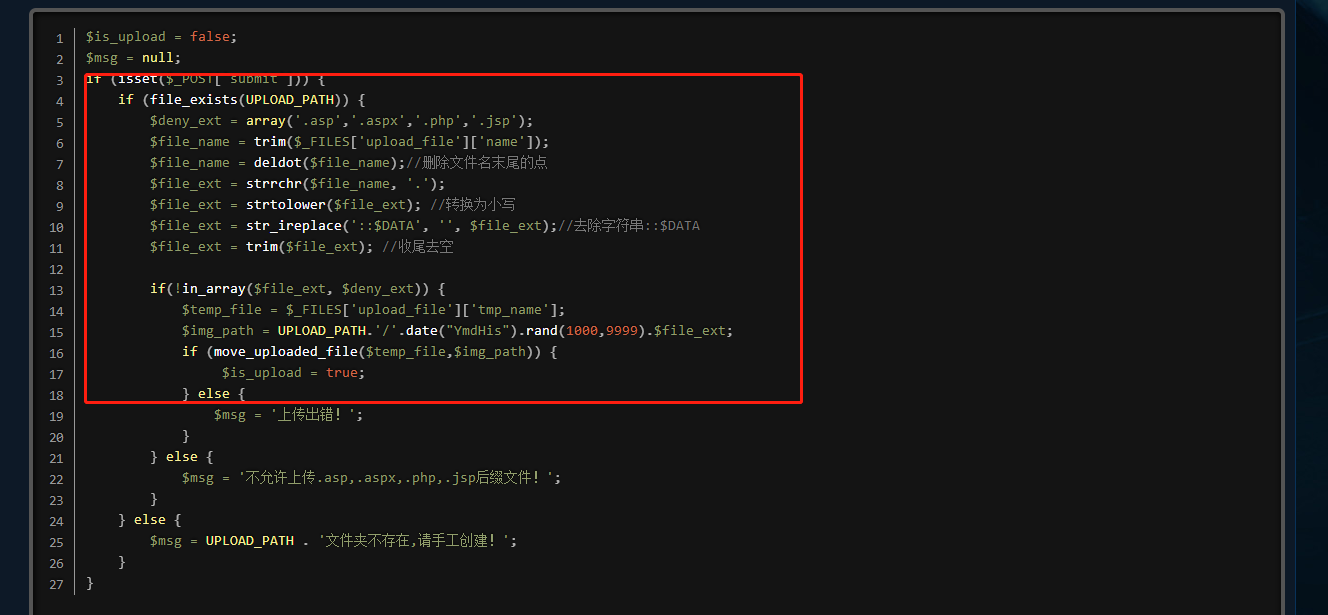 1 $is_upload = false;
2 $msg = null;
3 if (isset($_POST['submit'])) {
4     if (file_exists(UPLOAD_PATH)) {
5         $deny_ext = array('.asp','.aspx','.php','.jsp');
6         $file_name = trim($_FILES['upload_file']['name']);
7         $file_name = deldot($file_name);//删除文件名末尾的点
8         $file_ext = strrchr($file_name, '.');
9         $file_ext = strtolower($file_ext); //转换为小写
10         $file_ext = str_ireplace('::$DATA', '', $file_ext);//去除字符串::$DATA
11         $file_ext = trim($file_ext); //收尾去空
12
13         if(!in_array($file_ext, $deny_ext)) {
14             $temp_file = $_FILES['upload_file']['tmp_name'];
15             $img_path = UPLOAD_PATH.'/'.date("YmdHis").rand(1000,9999).$file_ext;
16             if (move_uploaded_file($temp_file,$img_path)) {
17                  $is_upload = true;
18             } else {
19                 $msg = '上传出错！';
20             }
21         } else {
22             $msg = '不允许上传.asp,.aspx,.php,.jsp后缀文件！';
23         }
24     } else {
25         $msg = UPLOAD_PATH . '文件夹不存在,请手工创建！';
26     }
27 }